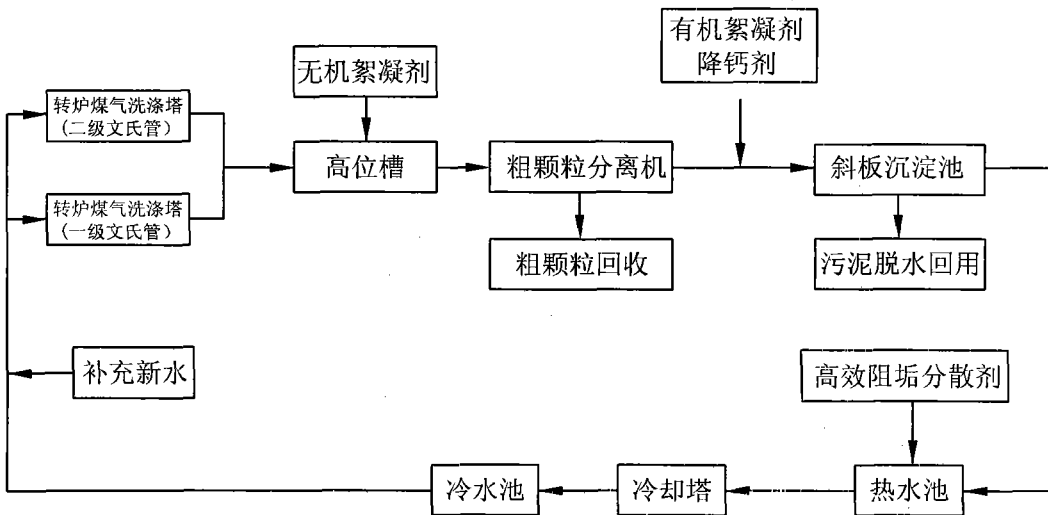 有机絮凝剂
降钙剂
无机絮凝剂
转炉煤气洗涤塔
(二级文氏管)
高位槽
粗颗粒分离机
斜板沉淀池
转炉煤气洗涤塔
(一级文氏管)
粗颗粒回收
污泥脱水回用
补充新水
高效阻垢分散剂
冷水池
冷却塔
热水池